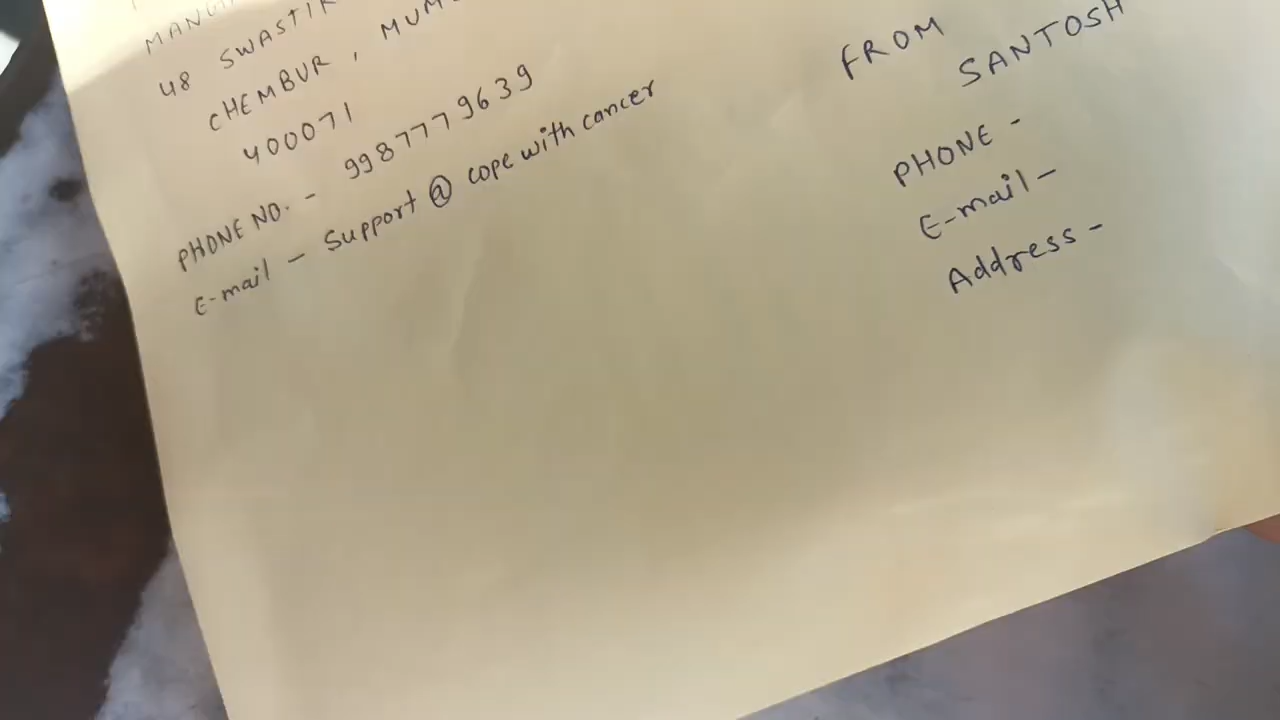 48 SWASTIK
CHEMBUR, MUM
400071
PHONE NO. - 9987779639
E-mail - Support @ cope with cancer
FROM
SANTOSH
PHONE -
E-mail -
Address -